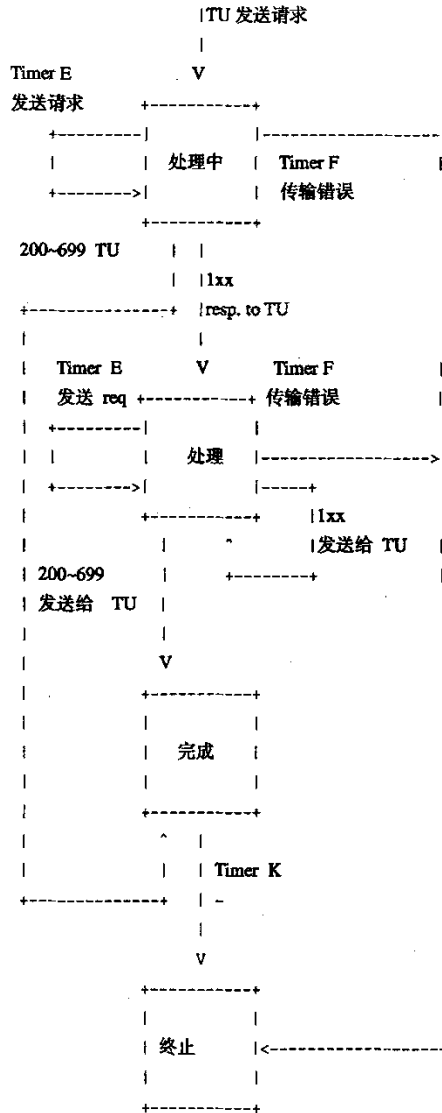 TU 发送请求
Timer E V
发送请求
处理中 Timer F
传输错误
200~699 TU
1xx
resp. to TU
Timer E V Timer F
发送 req 传输错误
处理
1xx
发送给 TU
200~699
发送给 TU
V
完成
Timer K
V
终止